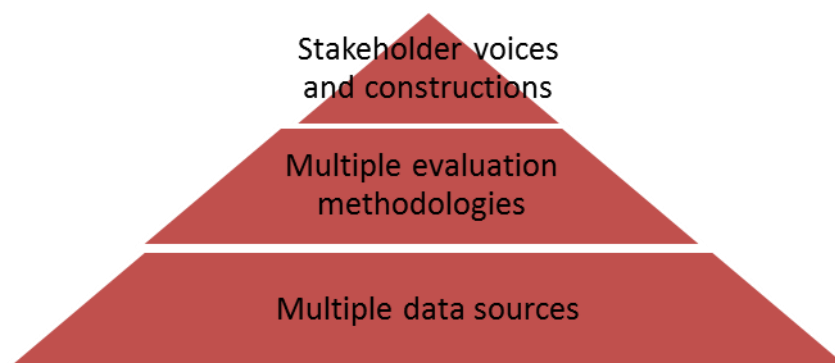 Stakeholder voices
and constructions
Multiple evaluation
methodologies
Multiple data sources